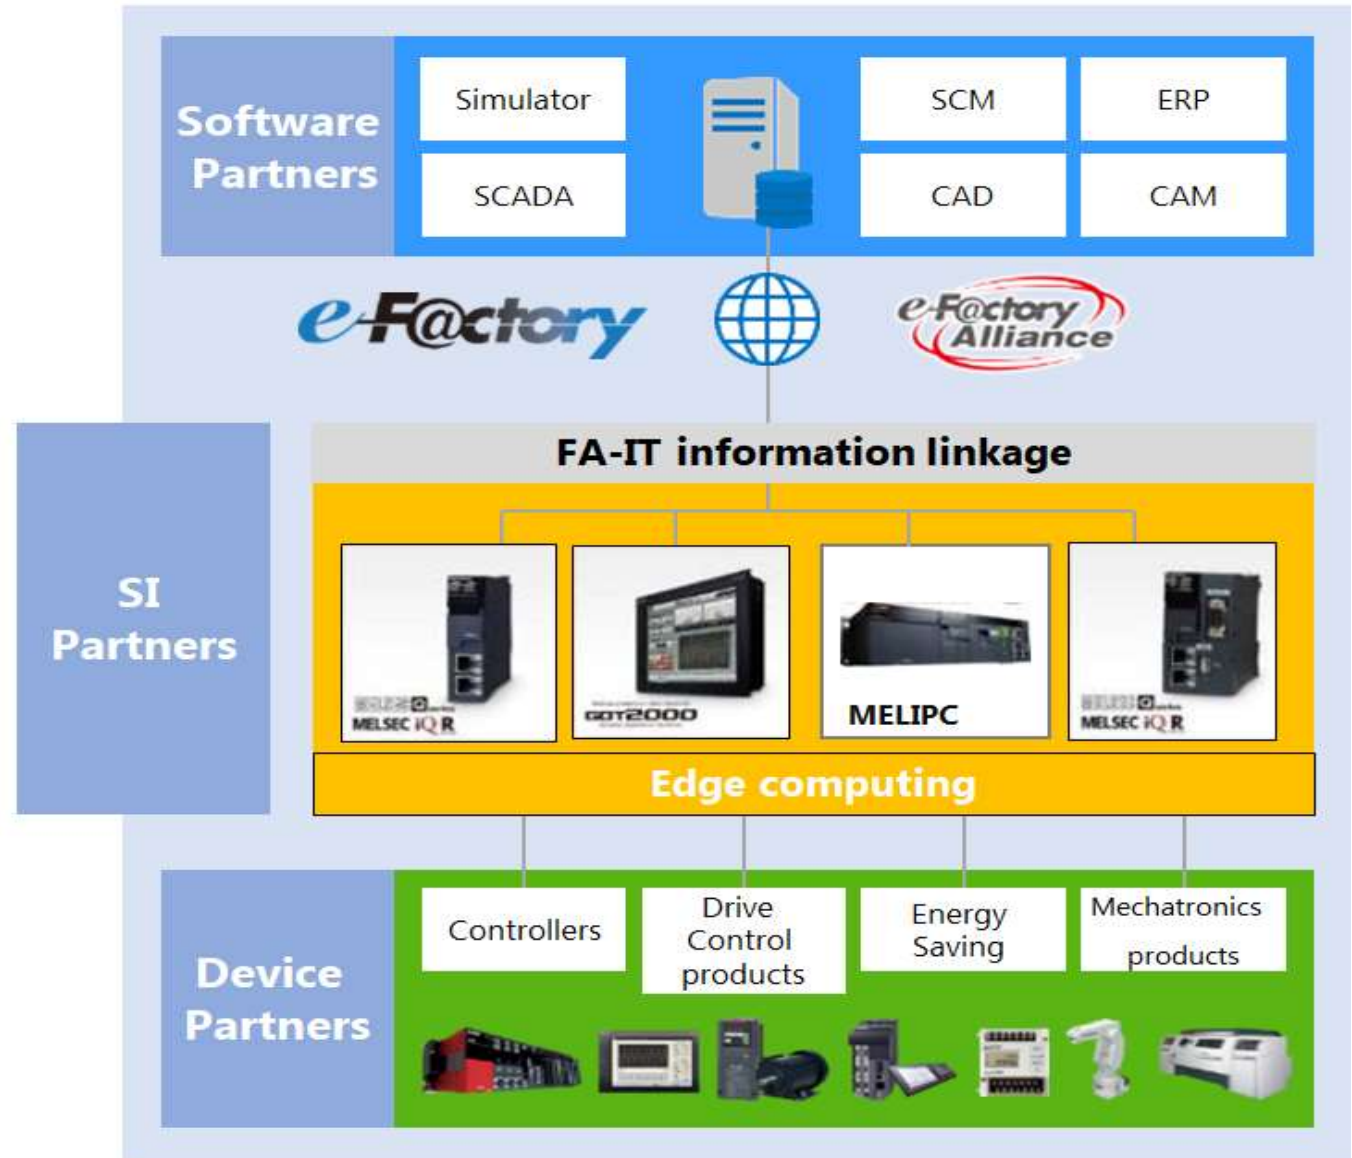 Software
Partners
Simulator
SCM
ERP
SCADA
CAD
CAM
e-F@ctory
e-F@ctory
Alliance
FA-IT information linkage
SI
Partners
MELSEC iQ R
GOT2000
MELIPC
MELSEC iQ R
Edge computing
Device
Partners
Controllers
Drive
Control
products
Energy
Saving
Mechatronics
products